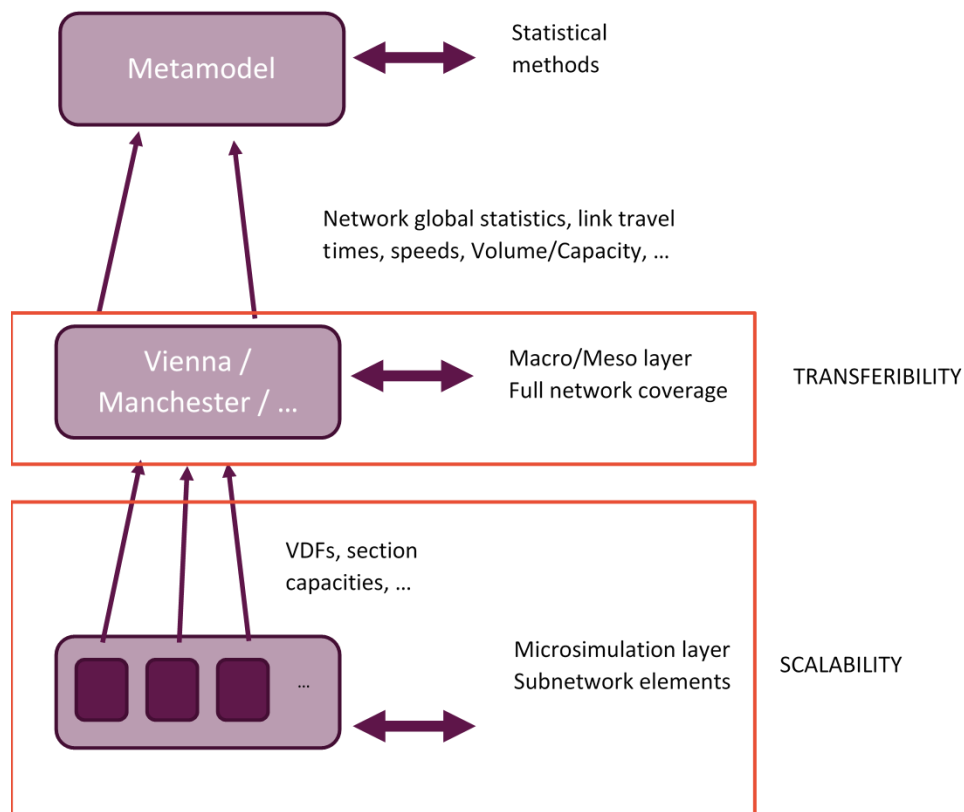 Metamodel
Statistical
methods
Network global statistics, link travel
times, speeds, Volume/Capacity, …
Vienna /
Manchester / …
Macro/Meso layer
Full network coverage
TRANSFERIBILITY
VDFs, section
capacities, …
…
Microsimulation layer
Subnetwork elements
SCALABILITY